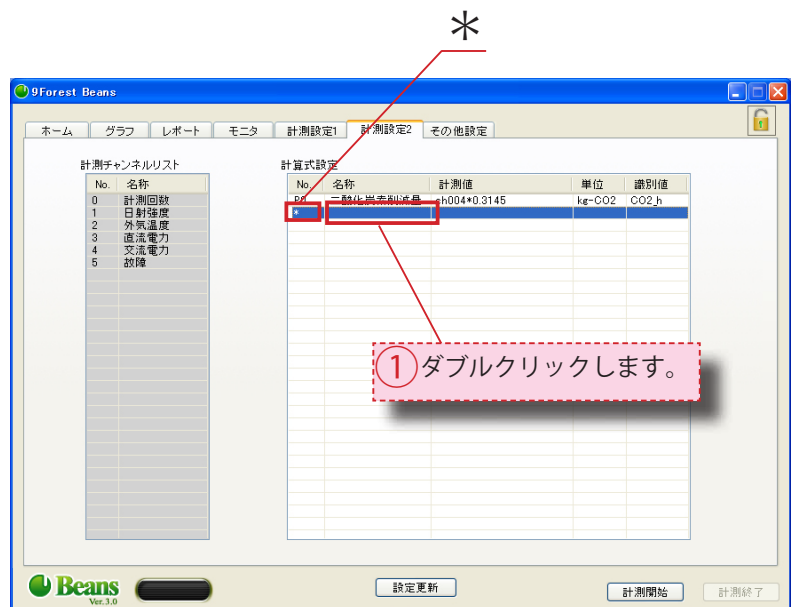 *
9Forest Beans
ホーム グラフ レポート モニタ 計測設定1 計測設定2 その他設定
計測チャンネルリスト
No. 名称
0 計測回数
1 日射強度
2 外気温度
3 直流電力
4 交流電力
5 故障
計算式設定
No. 名称 計測値 単位 識別値
P0 二酸化炭素削減量 ch004*0.3145 kg-CO2 CO2_h
*
①ダブルクリックします。
Beans
Ver.3.0
設定更新
計測開始
計測終了